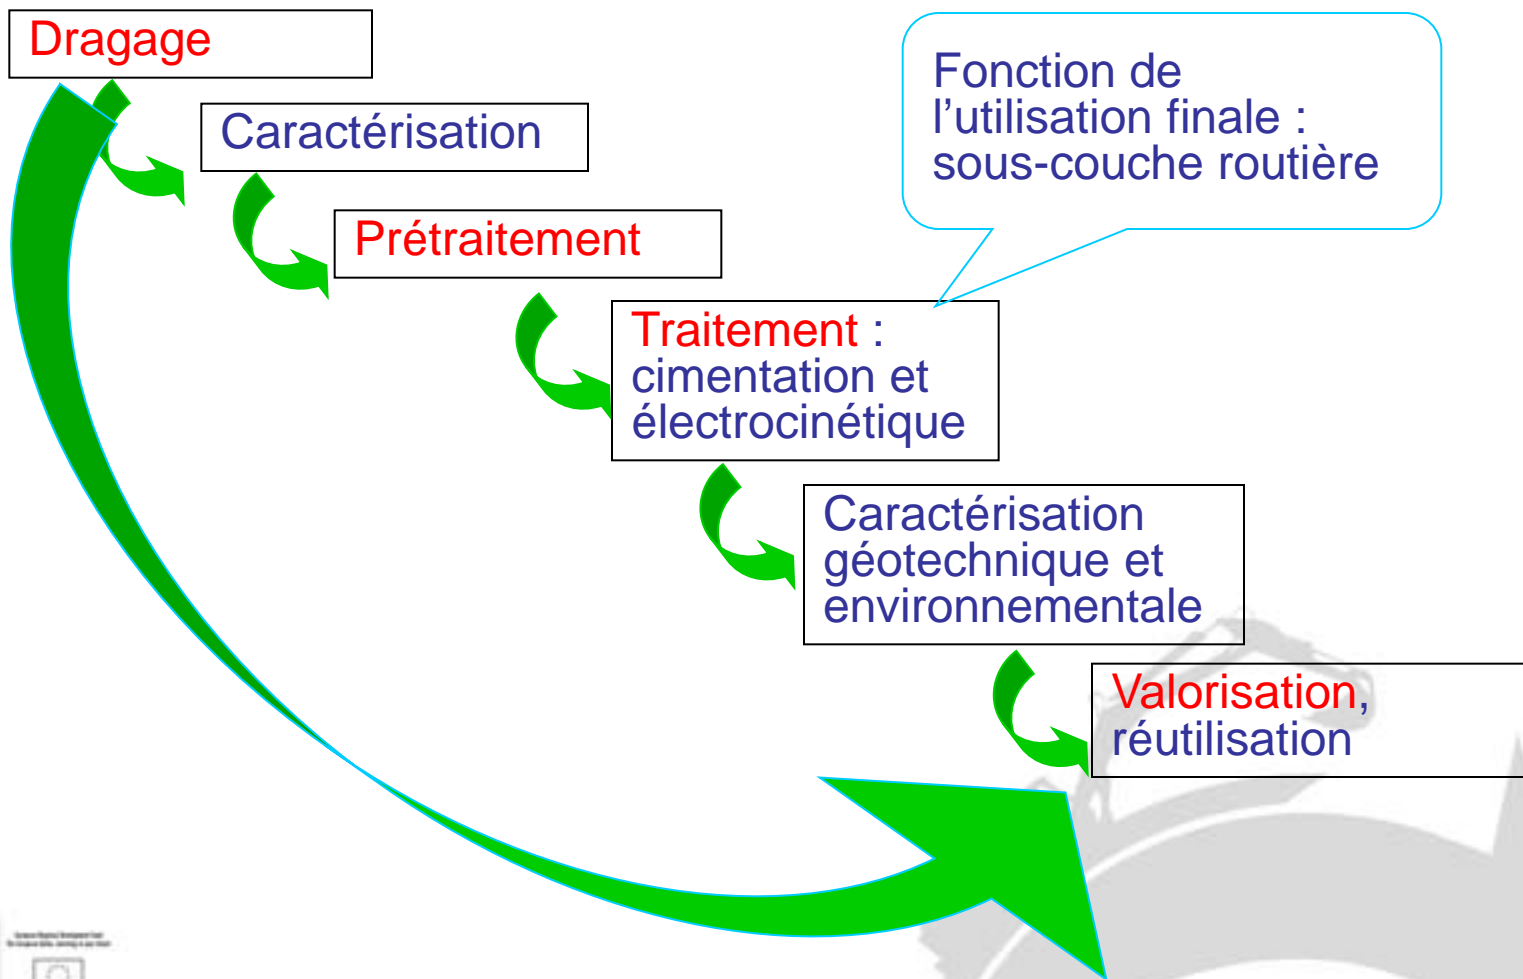 Dragage
Caractérisation
Prétraitement
Fonction de
l’utilisation finale :
sous-couche routière
Traitement :
cimentation et
électrocinétique
Caractérisation
géotechnique et
environnementale
Valorisation,
réutilisation